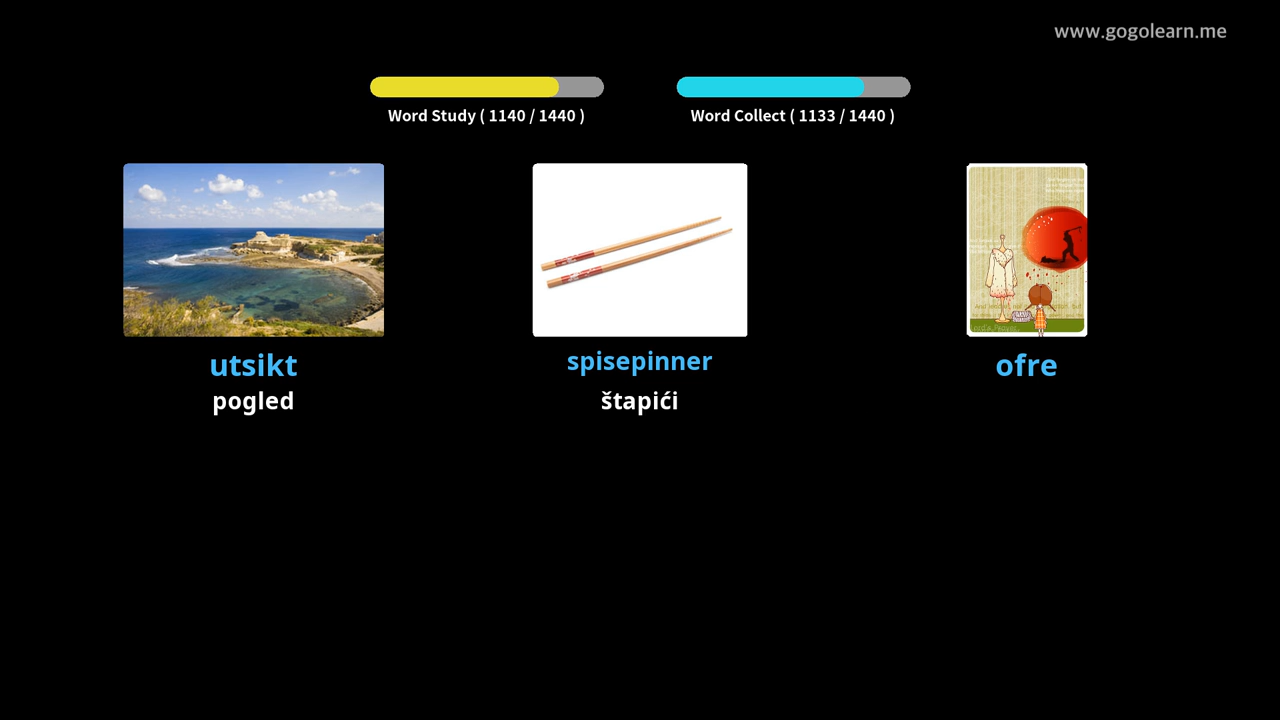 www.gogolearn.me
Word Study ( 1140 / 1440 )
Word Collect ( 1133 / 1440 )
utsikt
spisepinner
ofre
pogled
štapići